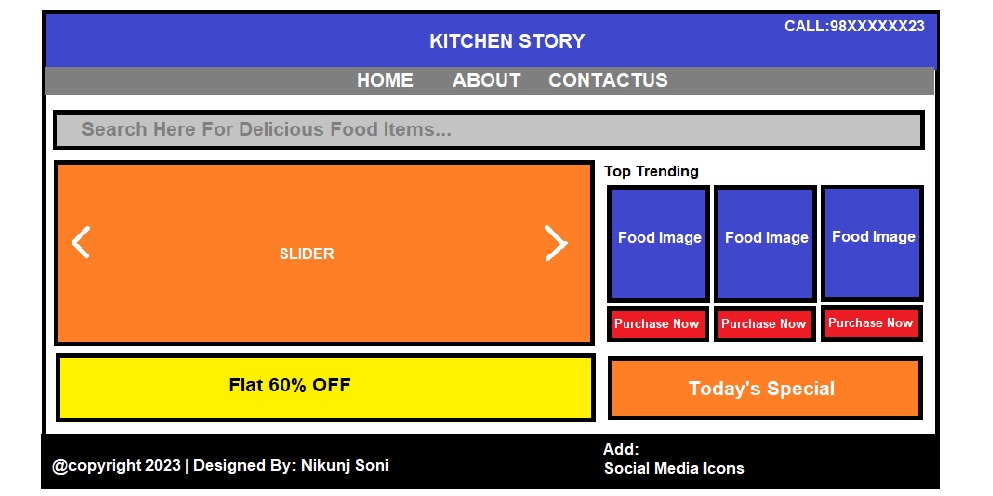 CALL:98XXXXXX23
KITCHEN STORY
HOME ABOUT CONTACTUS
Search Here For Delicious Food Items...
Top Trending
SLIDER
Food Image Food Image Food Image
Purchase Now Purchase Now Purchase Now
Flat 60% OFF
Today's Special
@copyright 2023 | Designed By: Nikunj Soni
Add:
Social Media Icons